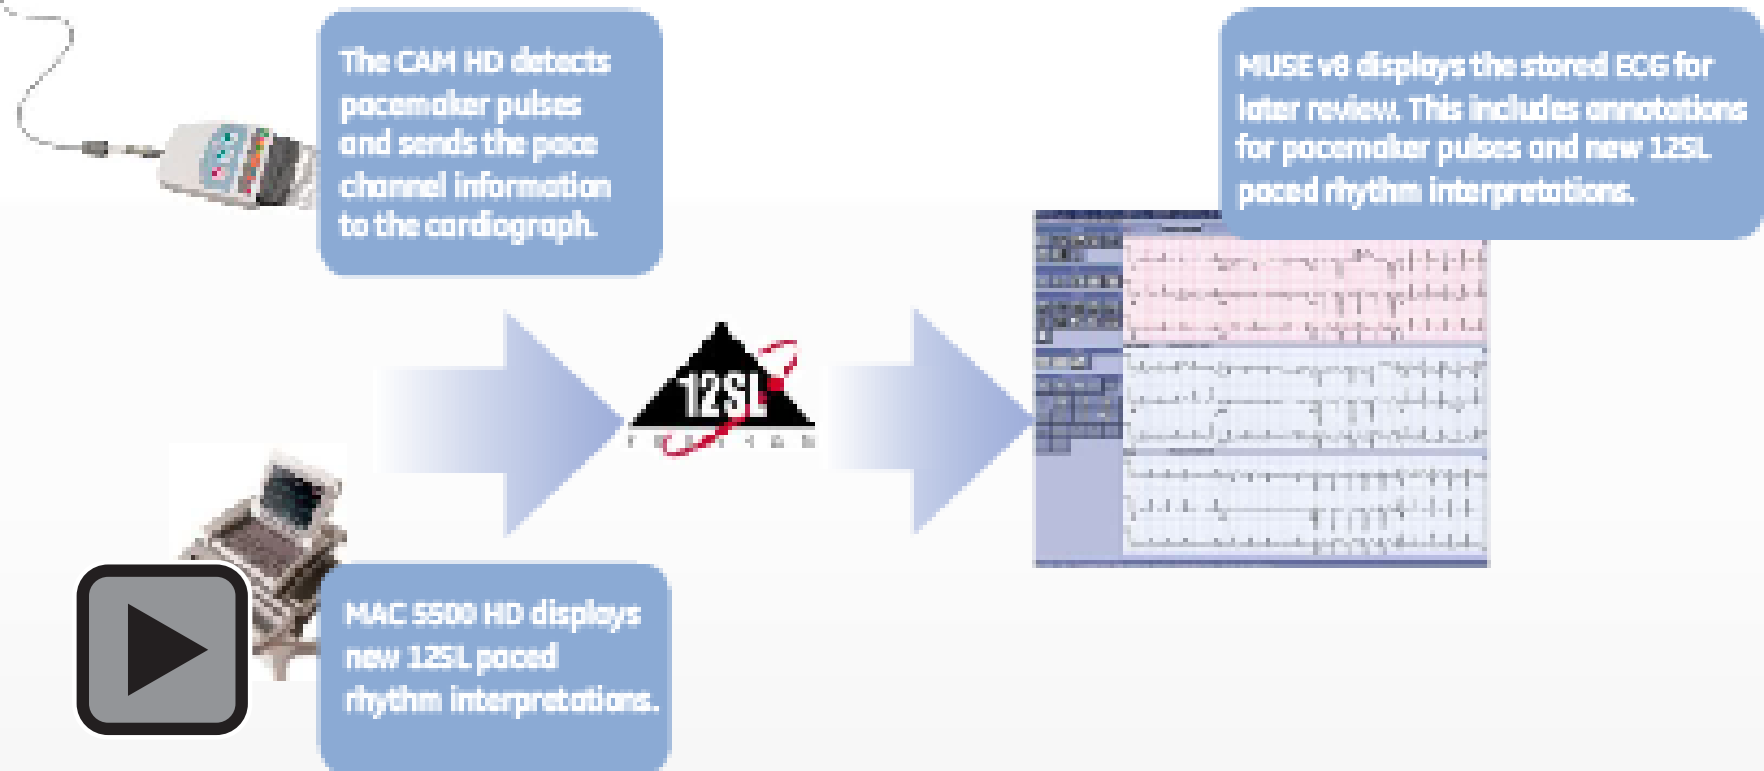 The CAM HD detects
pacemaker pulses
and sends the pace
channel information
to the cardiograph.
MUSE v8 displays the stored ECG for
later review. This includes annotations
for pacemaker pulses and new 12SL
paced rhythm interpretations.
12SL
MAC 5500 HD displays
new 12SL paced
rhythm interpretations.